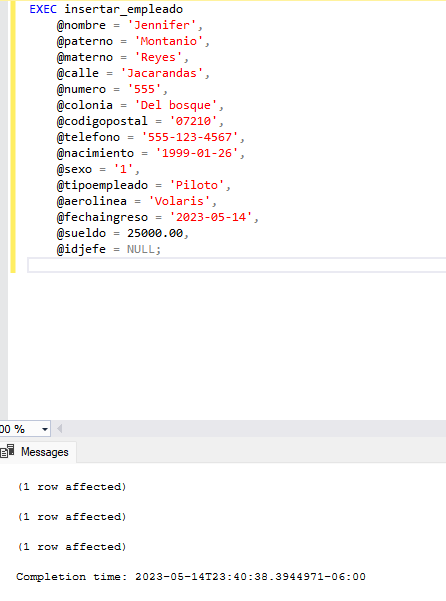 EXEC insertar_empleado
@nombre = 'Jennifer',
@paterno = 'Montanio',
@materno = 'Reyes',
@calle = 'Jacarandas',
@numero = '555',
@colonia = 'Del bosque',
@codigopostal = '07210',
@telefono = '555-123-4567',
@nacimiento = '1999-01-26',
@sexo = '1',
@tipoempleado = 'Piloto',
@aerolinea = 'Volaris',
@fechaingreso = '2023-05-14',
@sueldo = 25000.00,
@idjefe = NULL;
00 %
Messages
(1 row affected)
(1 row affected)
(1 row affected)
Completion time: 2023-05-14T23:40:38.3944971-06:00